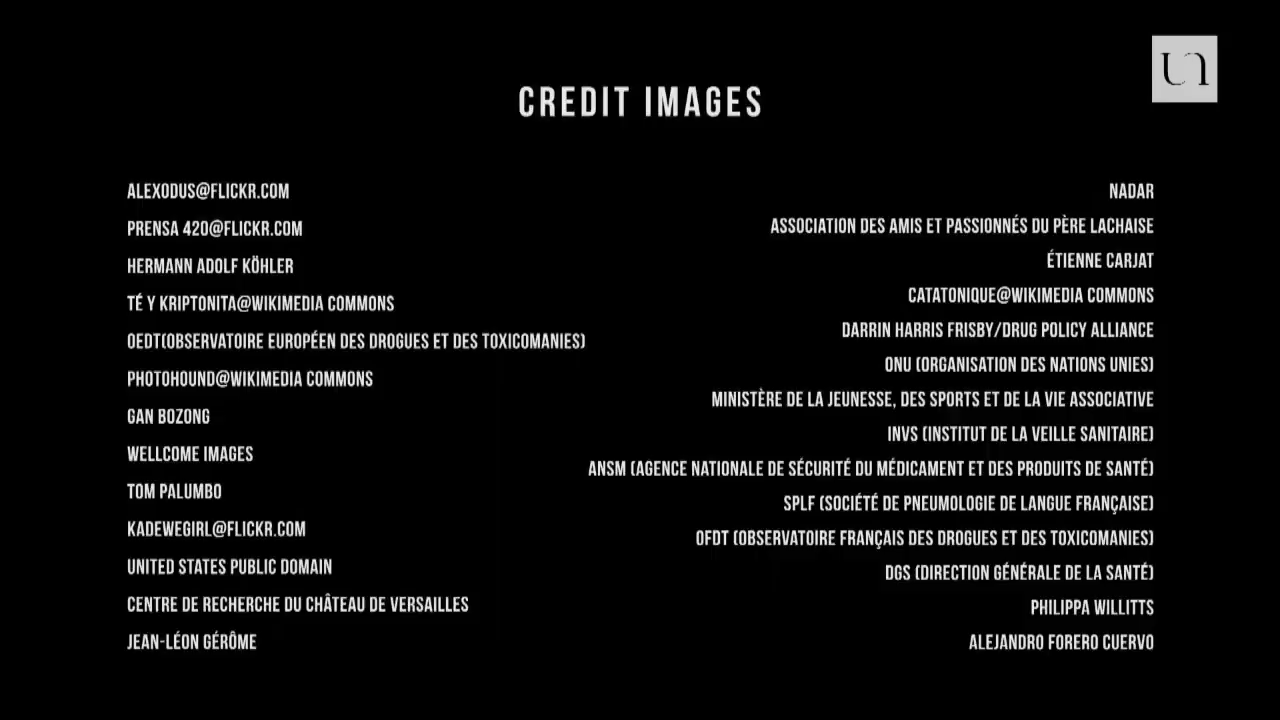 un
CREDIT IMAGES
ALEXODUS@FLICKR.COM
PRENSA 420@FLICKR.COM
HERMANN ADOLF KÖHLER
TÉ Y KRIPTONITA@WIKIMEDIA COMMONS
OEDT(OBSERVATOIRE EUROPÉEN DES DROGUES ET DES TOXICOMANIES)
PHOTOHOUND@WIKIMEDIA COMMONS
GAN BOZONG
WELLCOME IMAGES
TOM PALUMBO
KADEWEGIRL@FLICKR.COM
UNITED STATES PUBLIC DOMAIN
CENTRE DE RECHERCHE DU CHÂTEAU DE VERSAILLES
JEAN-LÉON GÉRÔME
NADAR
ASSOCIATION DES AMIS ET PASSIONNÉS DU PÈRE LACHAISE
ÉTIENNE CARJAT
CATATONIQUE@WIKIMEDIA COMMONS
DARRIN HARRIS FRISBY/DRUG POLICY ALLIANCE
ONU (ORGANISATION DES NATIONS UNIES)
MINISTÈRE DE LA JEUNESSE, DES SPORTS ET DE LA VIE ASSOCIATIVE
INVS (INSTITUT DE LA VEILLE SANITAIRE)
ANSM (AGENCE NATIONALE DE SÉCURITÉ DU MÉDICAMENT ET DES PRODUITS DE SANTÉ)
SPLF (SOCIÉTÉ DE PNEUMOLOGIE DE LANGUE FRANÇAISE)
OFDT (OBSERVATOIRE FRANÇAIS DES DROGUES ET DES TOXICOMANIES)
DGS (DIRECTION GÉNÉRALE DE LA SANTÉ)
PHILIPPA WILLITTS
ALEJANDRO FORERO CUERVO